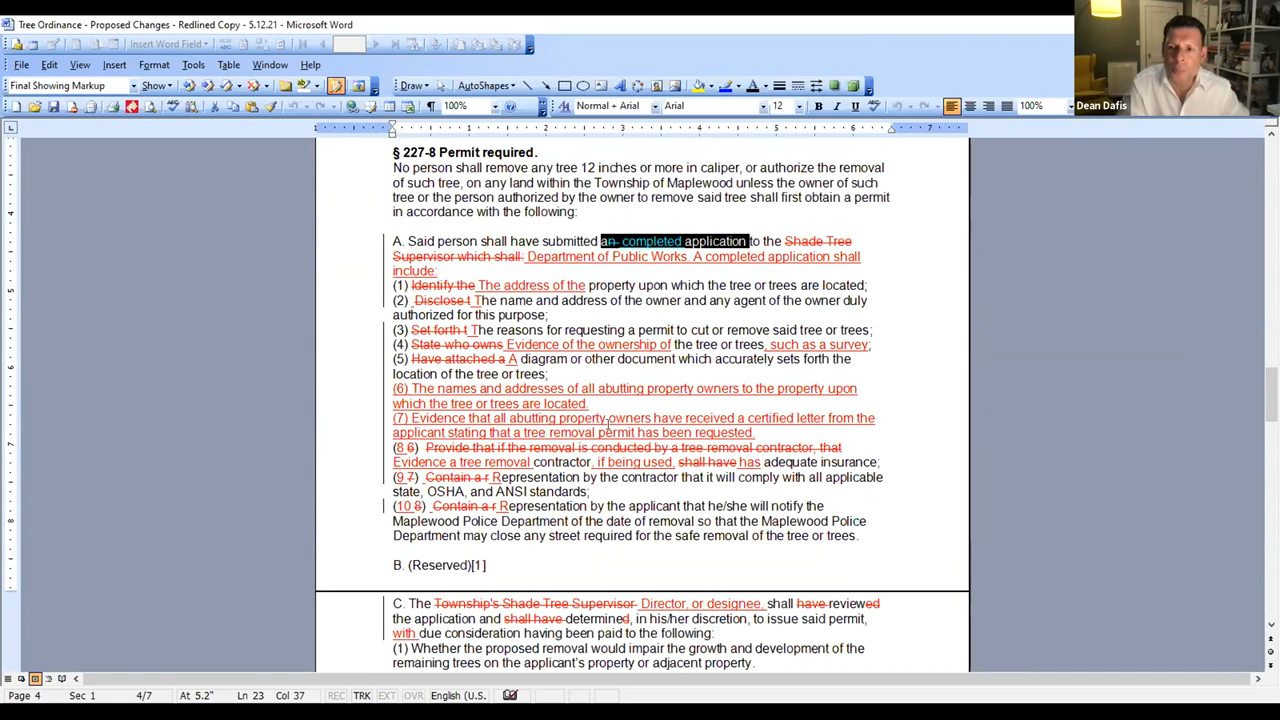 Tree Ordinance - Proposed Changes - Redlined Copy - 5.12.21 - Microsoft Word
Insert Word Field
File Edit View Insert Format Tools Table Window Help
Final Showing Markup Show Draw AutoShapes
100% Normal + Arial Arial 12 B I U 100%
1 1 2 3 4 5 6 7
§ 227-8 Permit required.
No person shall remove any tree 12 inches or more in caliper, or authorize the removal
of such tree, on any land within the Township of Maplewood unless the owner of such
tree or the person authorized by the owner to remove said tree shall first obtain a permit
in accordance with the following:
A. Said person shall have submitted an completed application to the Shade Tree
Supervisor which shall Department of Public Works. A completed application shall
include:
(1) Identify the The address of the property upon which the tree or trees are located;
(2) Disclose t The name and address of the owner and any agent of the owner duly
authorized for this purpose;
(3) Set forth t The reasons for requesting a permit to cut or remove said tree or trees;
(4) State who owns Evidence of the ownership of the tree or trees, such as a survey;
(5) Have attached a A diagram or other document which accurately sets forth the
location of the tree or trees;
(6) The names and addresses of all abutting property owners to the property upon
which the tree or trees are located.
(7) Evidence that all abutting property owners have received a certified letter from the
applicant stating that a tree removal permit has been requested.
(8 6) Provide that if the removal is conducted by a tree removal contractor, that
Evidence a tree removal contractor, if being used, shall have has adequate insurance;
(9 7) Contain a r Representation by the contractor that it will comply with all applicable
state, OSHA, and ANSI standards;
(10 8) Contain a r Representation by the applicant that he/she will notify the
Maplewood Police Department of the date of removal so that the Maplewood Police
Department may close any street required for the safe removal of the tree or trees.
B. (Reserved)[1]
C. The Township's Shade Tree Supervisor Director, or designee, shall have reviewed
the application and shall have determined, in his/her discretion, to issue said permit,
with due consideration having been paid to the following:
(1) Whether the proposed removal would impair the growth and development of the
remaining trees on the applicant's property or adjacent property.
Page 4 Sec 1 4/7 At 5.2" Ln 23 Col 37 REC TRK EXT OVR English (U.S.
Dean Dafis